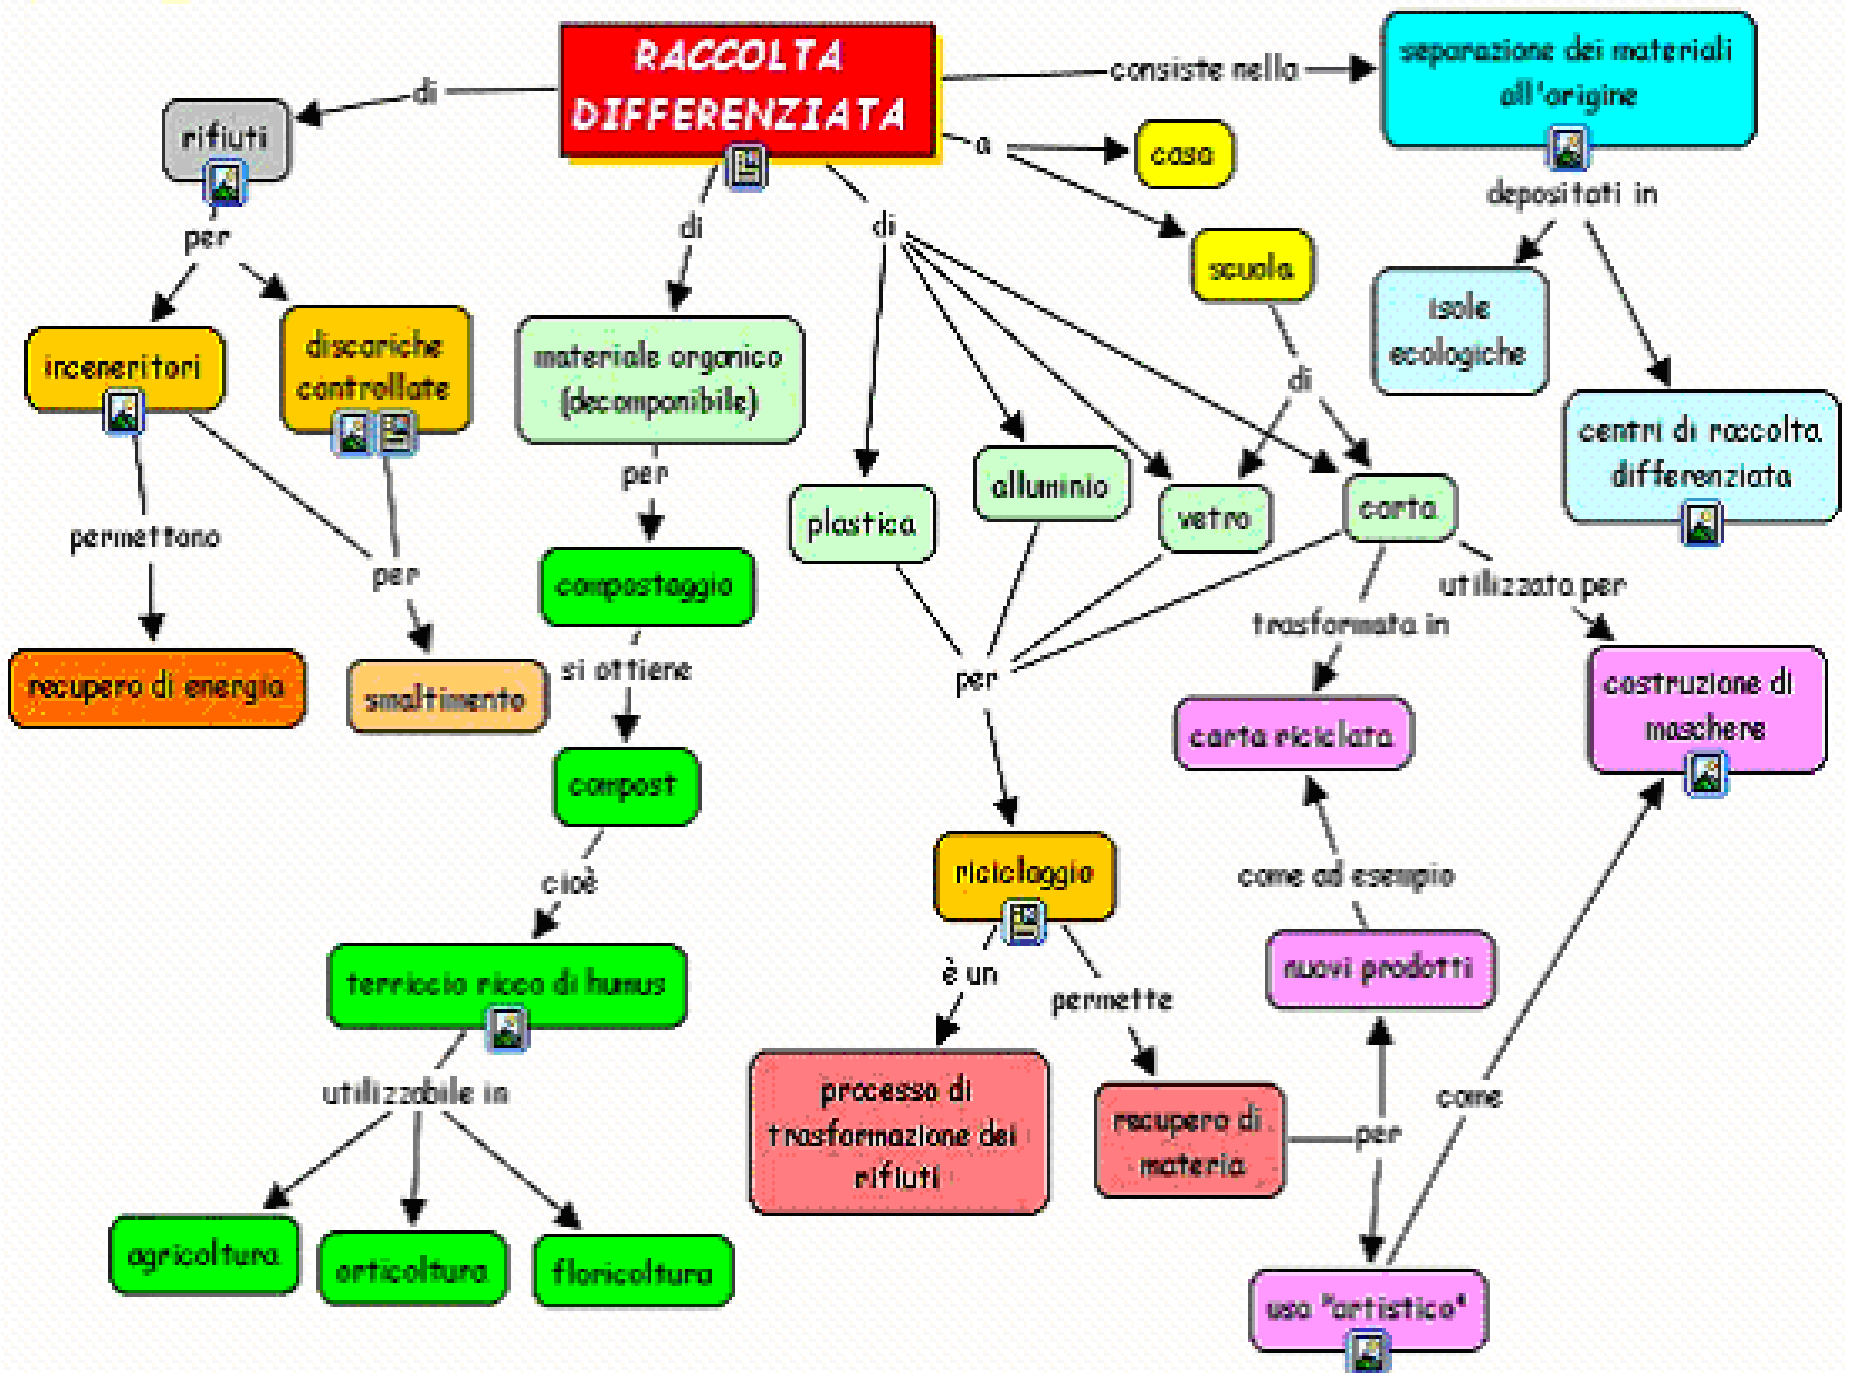 RACCOLTA
DIFFERENZIATA
consiste nella
separazione dei materiali
all'origine
di
rifiuti
a
casa
depositati in
per
di
di
scuola
isole
ecologiche
inceneritori
discariche
controllate
materiale organico
(decomponibile)
di
centri di raccolta
differenziata
per
alluminio
plastica
vetro
carta
permettono
per
compostaggio
utilizzata per
trasformata in
recupero di energia
smaltimento
si ottiene
per
carta riciclata
costruzione di
maschere
compost
riciclaggio
come ad esempio
cioè
terriccio ricco di humus
è un
permette
nuovi prodotti
utilizzabile in
processo di
trasformazione dei
rifiuti
recupero di
materia
per
come
agricoltura
orticoltura
floricoltura
uso "artistico"